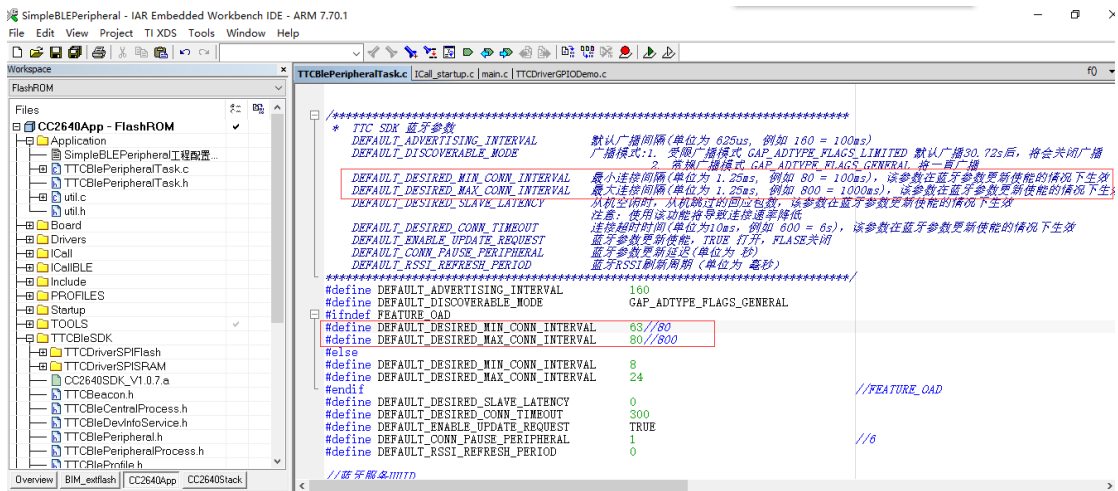 SimpleBLEPeripheral - IAR Embedded Workbench IDE - ARM 7.70.1
File Edit View Project TI XDS Tools Window Help
Workspace
TTCBlePeripheralTask.c ICall_startup.c main.c TTCDriverGPIODemo.c
f()
FlashROM
Files
CC2640App - FlashROM
Application
SimpleBLEPeripheral工程配置...
TTCBlePeripheralTask.c
TTCBlePeripheralTask.h
util.c
util.h
Board
Drivers
ICall
ICallBLE
Include
PROFILES
Startup
TOOLS
TTCBleSDK
TTCDriverSPIFlash
TTCDriverSPISRAM
CC2640SDK_V1.0.7.a
TTCBeacon.h
TTCBleCentralProcess.h
TTCBleDevInfoService.h
TTCBlePeripheral.h
TTCBlePeripheralProcess.h
TTCBleProfile.h
Overview BIM_extflash CC2640App CC2640Stack
/*******************************************************************************
* TTC SDK 蓝牙参数
DEFAULT_ADVERTISING_INTERVAL 默认广播间隔(单位为 625us, 例如 160 = 100ms)
DEFAULT_DISCOVERABLE_MODE 广播模式:1. 受限广播模式 GAP_ADTYPE_FLAGS_LIMITED 默认广播30.72s后，将会关闭广播
2. 常规广播模式 GAP_ADTYPE_FLAGS_GENERAL 将一直广播
DEFAULT_DESIRED_MIN_CONN_INTERVAL 最小连接间隔(单位为 1.25ms, 例如 80 = 100ms)，该参数在蓝牙参数更新使能的情况下生效
DEFAULT_DESIRED_MAX_CONN_INTERVAL 最大连接间隔(单位为 1.25ms, 例如 800 = 1000ms)，该参数在蓝牙参数更新使能的情况下生效
DEFAULT_DESIRED_SLAVE_LATENCY 从机空闲时，从机跳过的回应包数，该参数在蓝牙参数更新使能的情况下生效
注意：使用该功能将导致连接速率降低
DEFAULT_DESIRED_CONN_TIMEOUT 连接超时时间(单位为10ms，例如 600 = 6s)，该参数在蓝牙参数更新使能的情况下生效
DEFAULT_ENABLE_UPDATE_REQUEST 蓝牙参数更新使能，TRUE 打开，FLASE关闭
DEFAULT_CONN_PAUSE_PERIPHERAL 蓝牙参数更新延迟(单位为 秒)
DEFAULT_RSSI_REFRESH_PERIOD 蓝牙RSSI刷新周期（单位为 毫秒）
*******************************************************************************/
#define DEFAULT_ADVERTISING_INTERVAL 160
#define DEFAULT_DISCOVERABLE_MODE GAP_ADTYPE_FLAGS_GENERAL
#ifndef FEATURE_OAD
#define DEFAULT_DESIRED_MIN_CONN_INTERVAL 63//80
#define DEFAULT_DESIRED_MAX_CONN_INTERVAL 80//800
#else
#define DEFAULT_DESIRED_MIN_CONN_INTERVAL 8
#define DEFAULT_DESIRED_MAX_CONN_INTERVAL 24
#endif //FEATURE_OAD
#define DEFAULT_DESIRED_SLAVE_LATENCY 0
#define DEFAULT_DESIRED_CONN_TIMEOUT 300
#define DEFAULT_ENABLE_UPDATE_REQUEST TRUE
#define DEFAULT_CONN_PAUSE_PERIPHERAL 1 //6
#define DEFAULT_RSSI_REFRESH_PERIOD 0
//蓝牙服务UUID